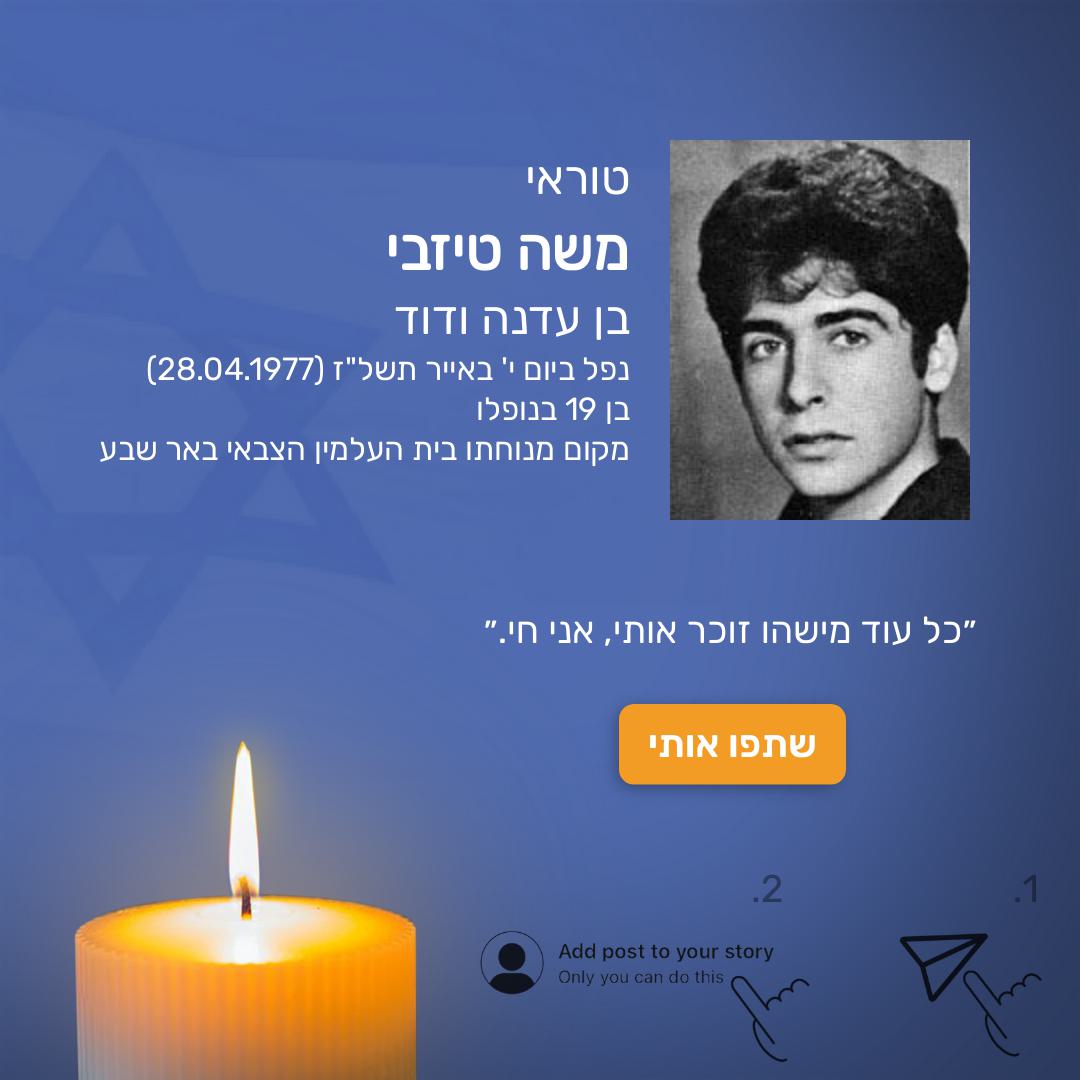 טוראי
משה טיזבי
בן עדנה ודוד
נפל ביום י' באייר תשל"ז (28.04.1977)
בן 19 בנופלו
מקום מנוחתו בית העלמין הצבאי באר שבע
״כל עוד מישהו זוכר אותי, אני חי.״
שתפו אותי
.1
.2
Add post to your story
Only you can do this